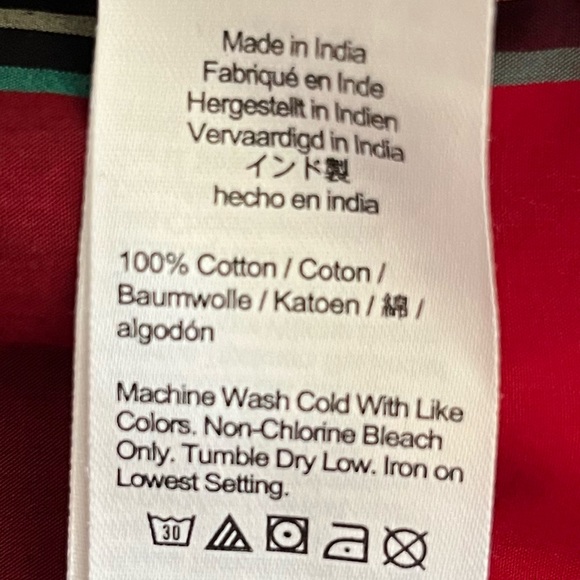 Made in India
Fabriqué en Inde
Hergestellt in Indien
Vervaardigd in India
インド製
hecho en india
100% Cotton / Coton /
Baumwolle / Katoen / 綿 /
algodón
Machine Wash Cold With Like
Colors. Non-Chlorine Bleach
Only. Tumble Dry Low. Iron on
Lowest Setting.
30